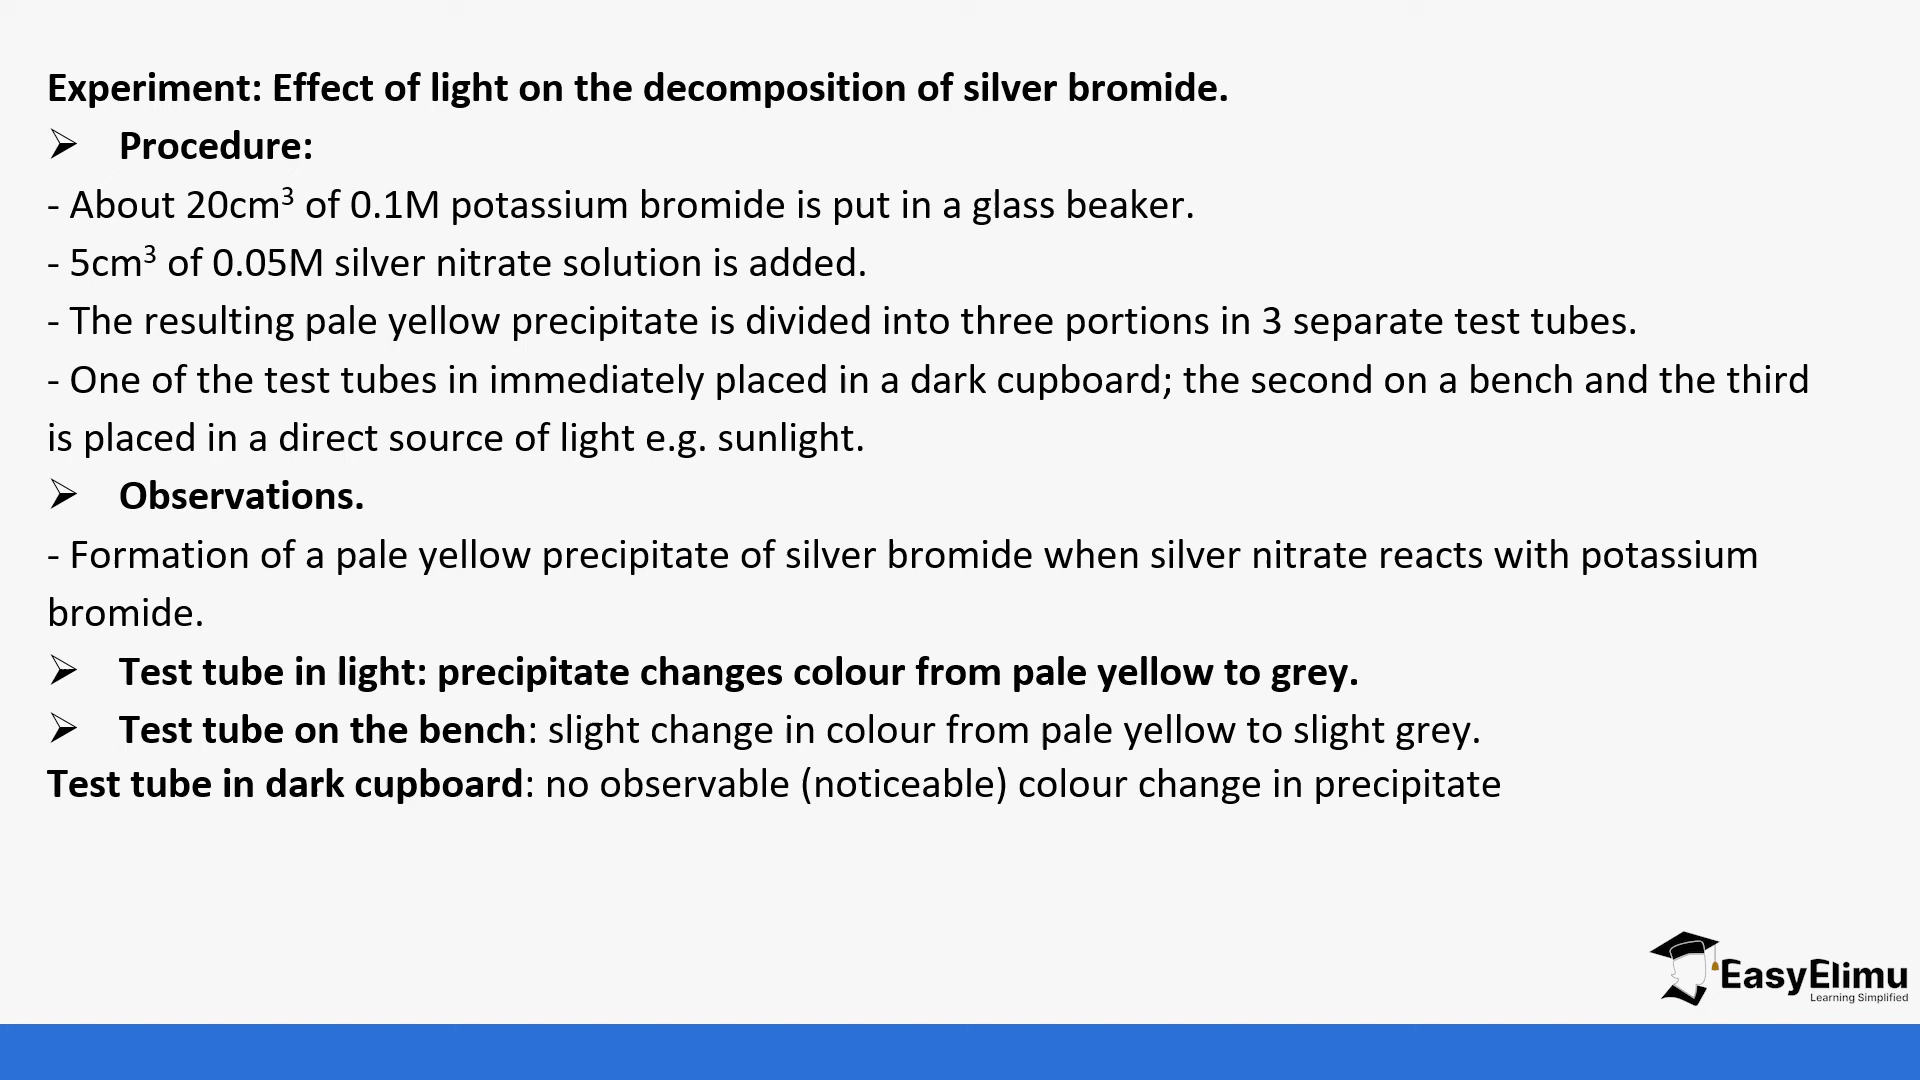 Experiment: Effect of light on the decomposition of silver bromide.
➢ Procedure:
- About 20cm³ of 0.1M potassium bromide is put in a glass beaker.
- 5cm³ of 0.05M silver nitrate solution is added.
- The resulting pale yellow precipitate is divided into three portions in 3 separate test tubes.
- One of the test tubes in immediately placed in a dark cupboard; the second on a bench and the third
is placed in a direct source of light e.g. sunlight.
➢ Observations.
- Formation of a pale yellow precipitate of silver bromide when silver nitrate reacts with potassium
bromide.
➢ Test tube in light: precipitate changes colour from pale yellow to grey.
➢ Test tube on the bench: slight change in colour from pale yellow to slight grey.
Test tube in dark cupboard: no observable (noticeable) colour change in precipitate
EasyElimu
Learning Simplified